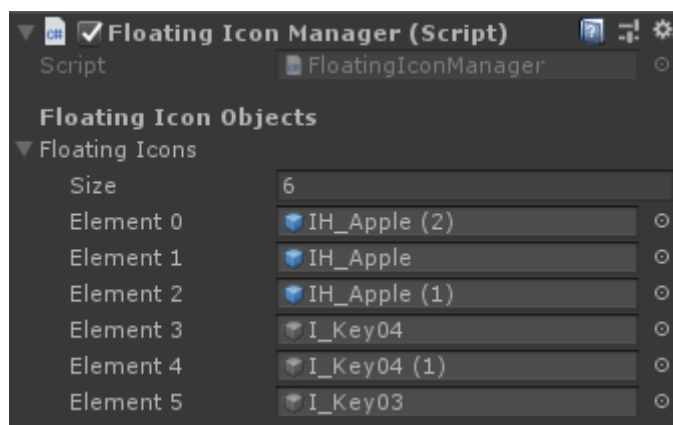 Floating Icon Manager (Script)
Script FloatingIconManager
Floating Icon Objects
Floating Icons
Size 6
Element 0 IH_Apple (2)
Element 1 IH_Apple
Element 2 IH_Apple (1)
Element 3 I_Key04
Element 4 I_Key04 (1)
Element 5 I_Key03